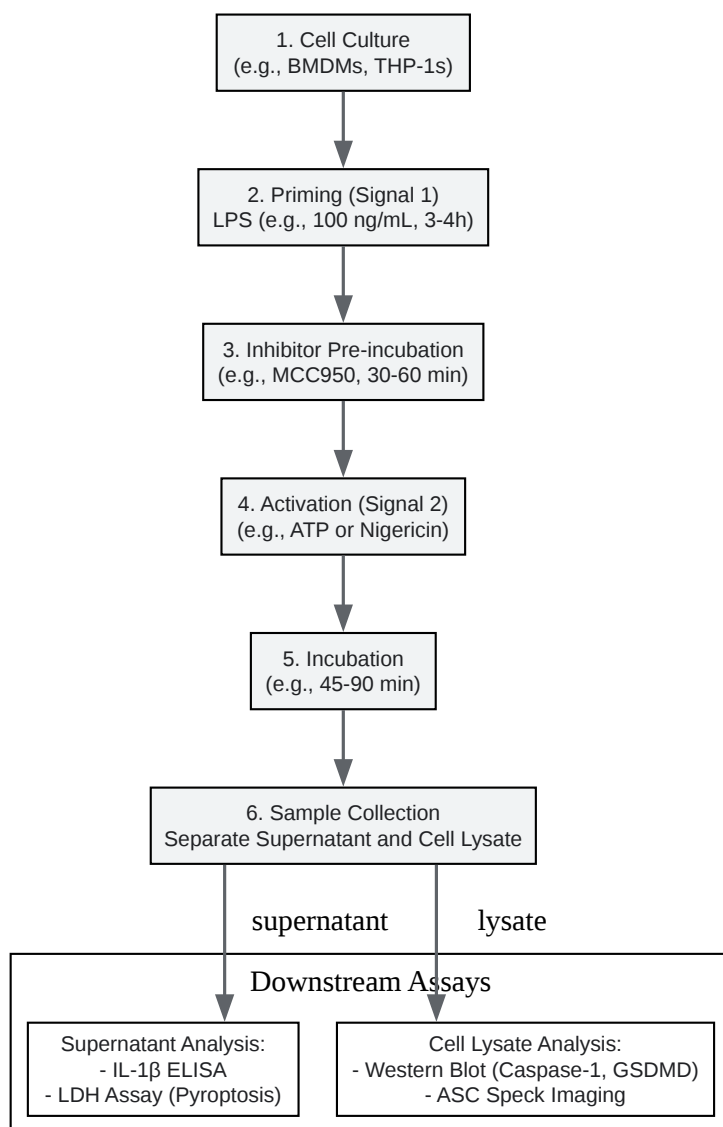 1. Cell Culture
(e.g., BMDMs, THP-1s)
2. Priming (Signal 1)
LPS (e.g., 100 ng/mL, 3-4h)
3. Inhibitor Pre-incubation
(e.g., MCC950, 30-60 min)
4. Activation (Signal 2)
(e.g., ATP or Nigericin)
5. Incubation
(e.g., 45-90 min)
6. Sample Collection
Separate Supernatant and Cell Lysate
supernatant
lysate
Downstream Assays
Supernatant Analysis:
- IL-1β ELISA
- LDH Assay (Pyroptosis)
Cell Lysate Analysis:
- Western Blot (Caspase-1, GSDMD)
- ASC Speck Imaging